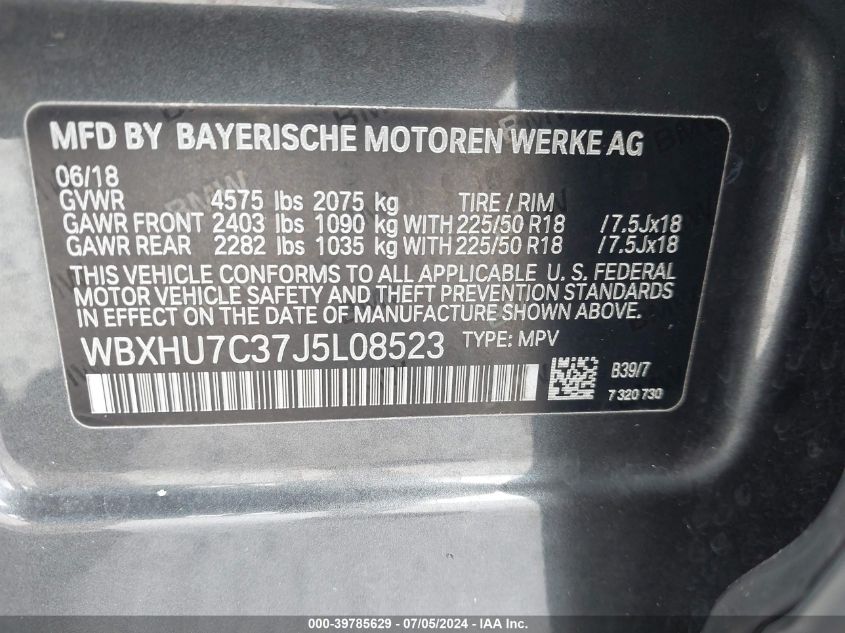 MFD BY BAYERISCHE MOTOREN WERKE AG
06/18
GVWR 4575 lbs 2075 kg TIRE / RIM
GAWR FRONT 2403 lbs 1090 kg WITH 225/50 R18 /7.5Jx18
GAWR REAR 2282 lbs 1035 kg WITH 225/50 R18 /7.5Jx18
THIS VEHICLE CONFORMS TO ALL APPLICABLE U. S. FEDERAL
MOTOR VEHICLE SAFETY AND THEFT PREVENTION STANDARDS
IN EFFECT ON THE DATE OF MANUFACTURE SHOWN ABOVE.
WBXHU7C37J5L08523 TYPE: MPV
B39/7
7 320 730
000-39785629 - 07/05/2024 - IAA Inc.